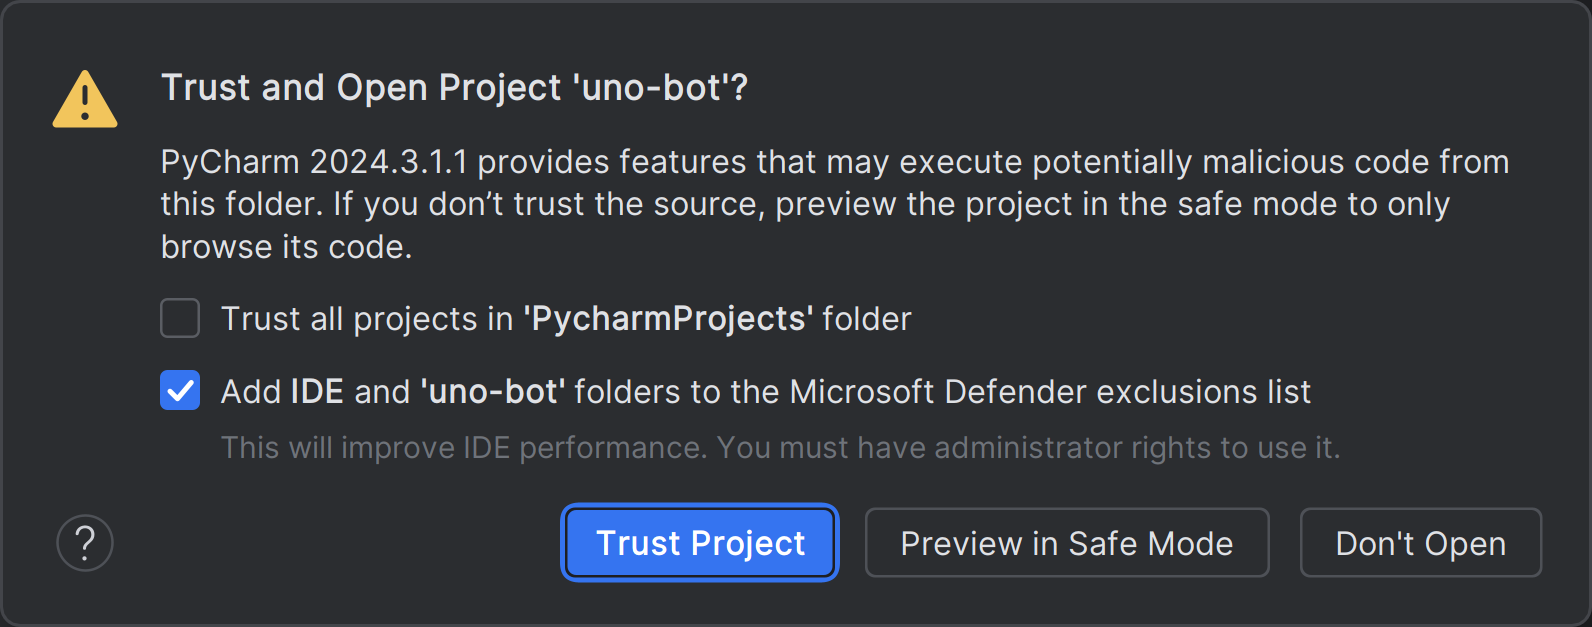 Trust and Open Project 'uno-bot'?
PyCharm 2024.3.1.1 provides features that may execute potentially malicious code from
this folder. If you don’t trust the source, preview the project in the safe mode to only
browse its code.
Trust all projects in 'PycharmProjects' folder
Add IDE and 'uno-bot' folders to the Microsoft Defender exclusions list
This will improve IDE performance. You must have administrator rights to use it.
? Trust Project Preview in Safe Mode Don't Open